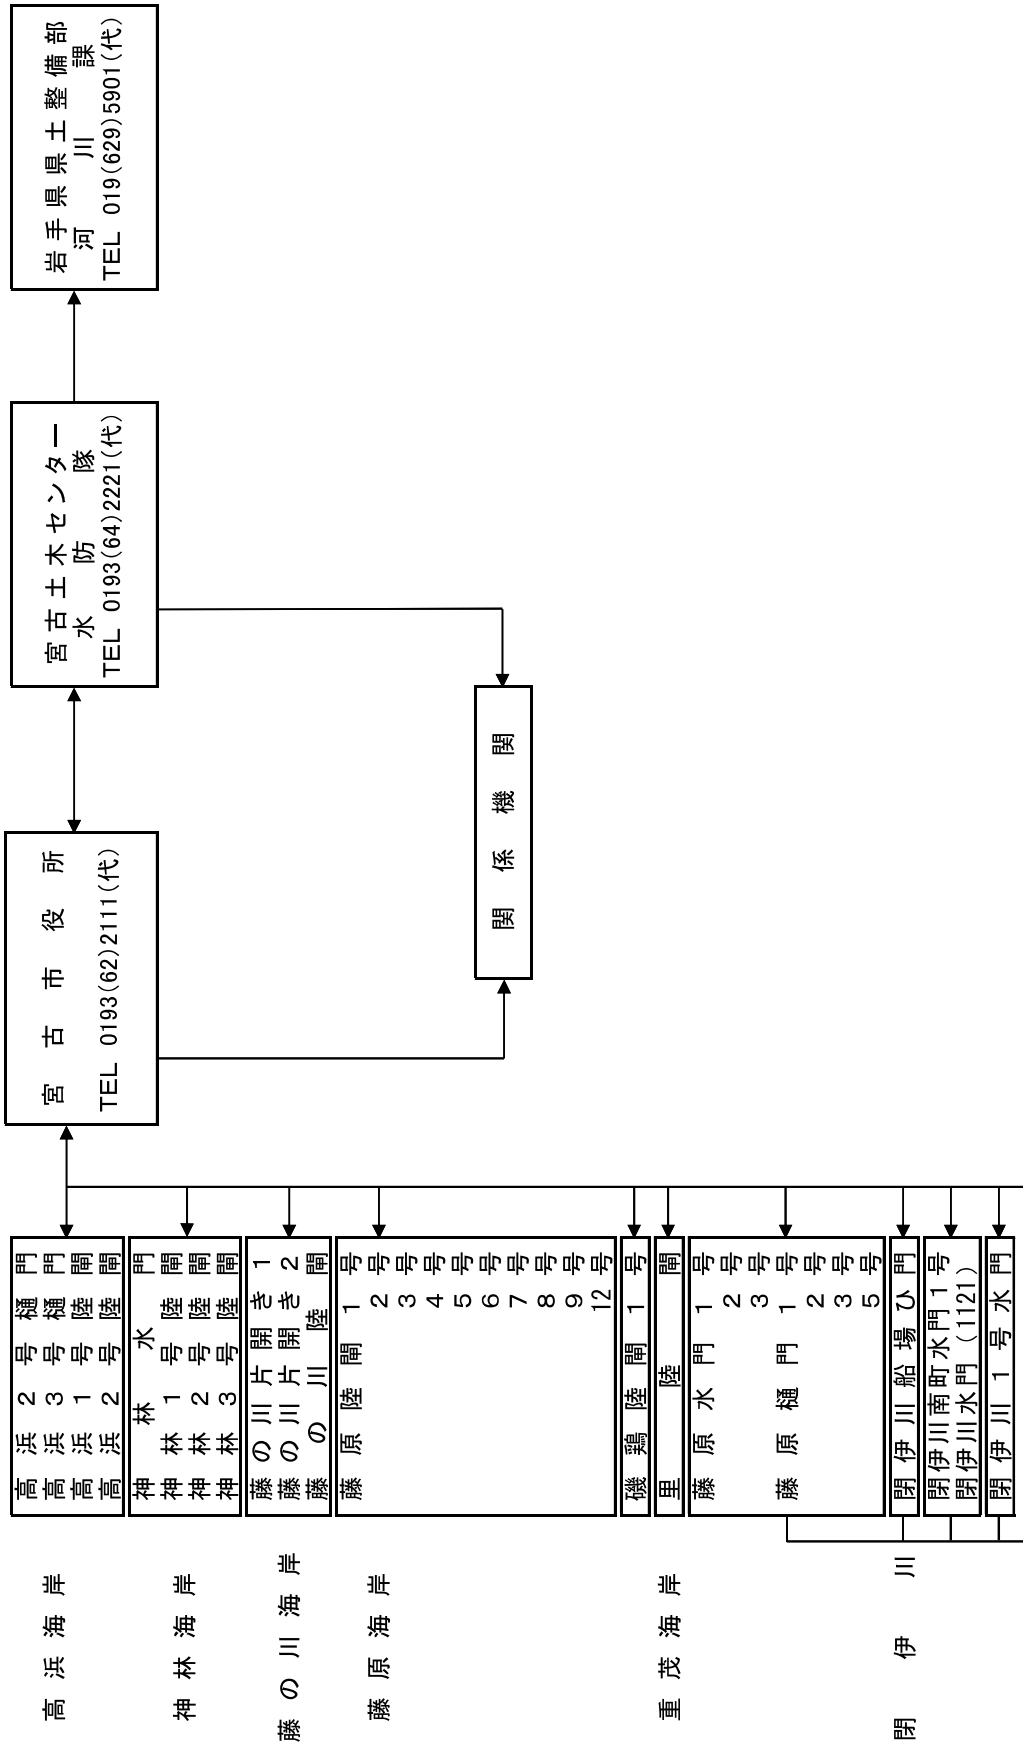 高浜海岸
高浜２号樋門
高浜３号樋門
高浜１号陸閘
高浜２号陸閘
神林海岸
神林水門
神林１号陸閘
神林２号陸閘
神林３号陸閘
藤の川海岸
藤の川片開き１
藤の川片開き２
藤の川陸閘
藤原海岸
藤原陸閘１号
２号
３号
４号
５号
６号
７号
８号
９号
12号
磯鶏陸閘１号
重茂海岸
里陸閘
藤原水門１号
２号
３号
藤原樋門１号
２号
３号
５号
閉伊川
閉伊川船場ひ門
閉伊川南町水門１号
閉伊川水門（1121）
閉伊川１号水門
宮古市役所
TEL 0193(62)2111(代)
関係機関
宮古土木センター
水防隊
TEL 0193(64)2221(代)
岩手県県土整備部
河川課
TEL 019(629)5901(代)